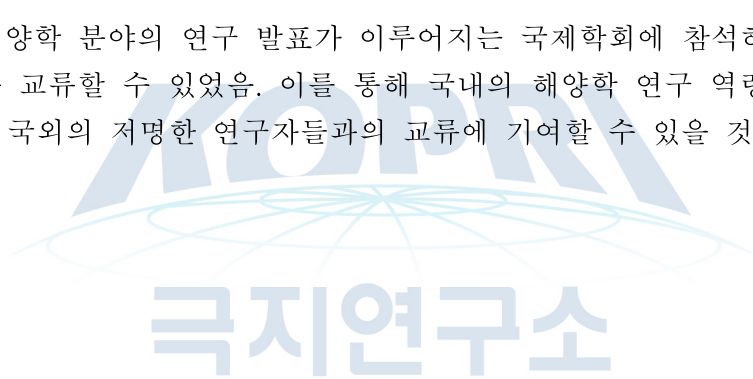 양학 분야의 연구 발표가 이루어지는 국제학회에 참석하
교류할 수 있었음. 이를 통해 국내의 해양학 연구 역량
국외의 저명한 연구자들과의 교류에 기여할 수 있을 것
KOPRI
극지연구소